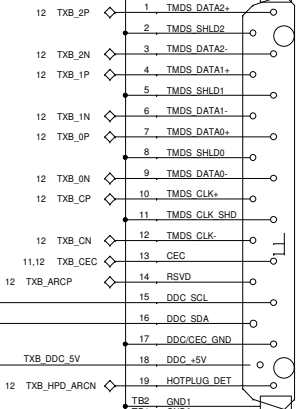 12 TXB_2P 1 TMDS_DATA2+
2 TMDS_SHLD2
12 TXB_2N 3 TMDS_DATA2-
12 TXB_1P 4 TMDS_DATA1+
5 TMDS_SHLD1
12 TXB_1N 6 TMDS_DATA1-
12 TXB_0P 7 TMDS_DATA0+
8 TMDS_SHLD0
12 TXB_0N 9 TMDS_DATA0-
12 TXB_CP 10 TMDS_CLK+
11 TMDS_CLK_SHD
12 TXB_CN 12 TMDS_CLK-
11,12 TXB_CEC 13 CEC
12 TXB_ARCP 14 RSVD
15 DDC_SCL
16 DDC_SDA
17 DDC/CEC_GND
TXB_DDC_5V 18 DDC_+5V
12 TXB_HPD_ARCN 19 HOTPLUG_DET
TB2 GND1